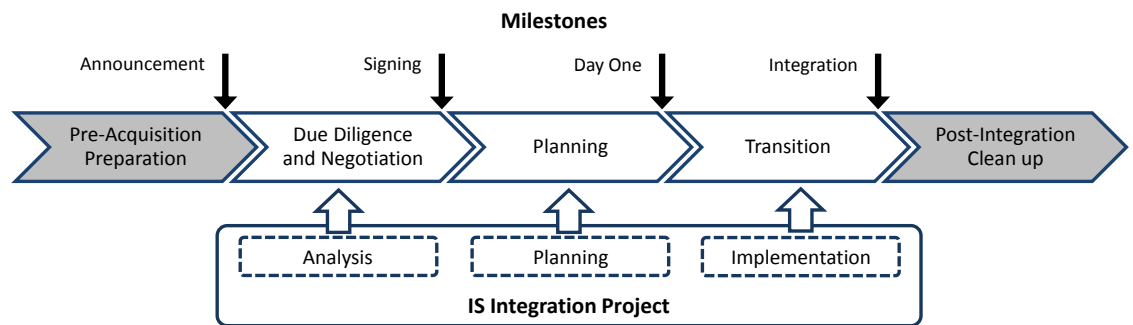 Milestones
Announcement
Signing
Day One
Integration
Pre-Acquisition
Preparation
Due Diligence
and Negotiation
Planning
Transition
Post-Integration
Clean up
Analysis
Planning
Implementation
IS Integration Project